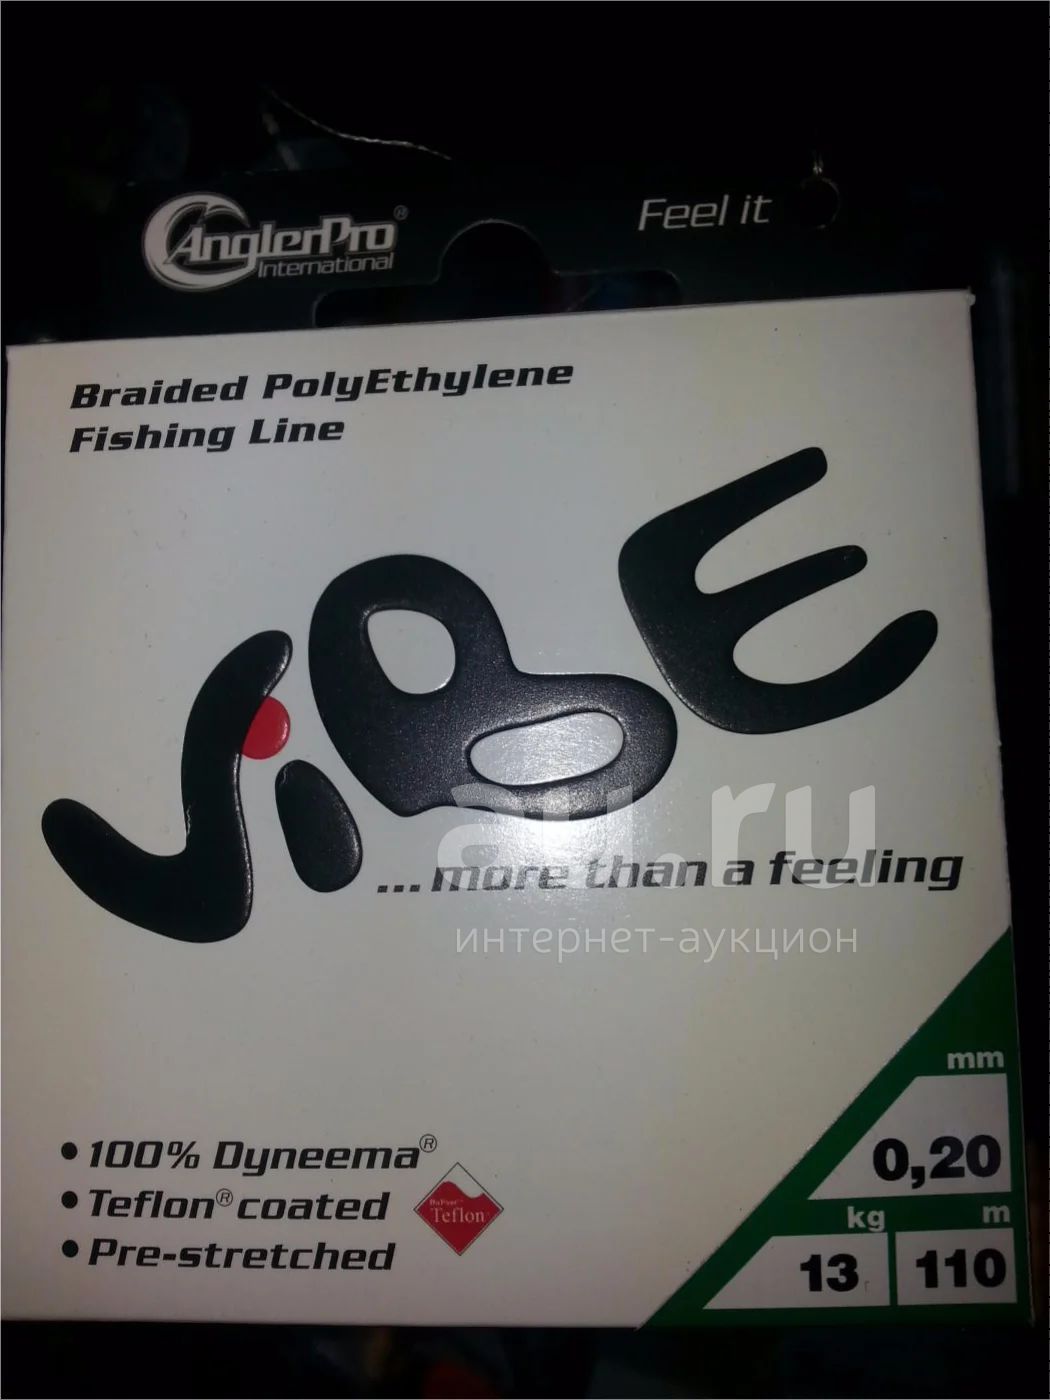 AnglerPro®
International
Feel it
Braided PolyEthylene
Fishing Line
ViBE
...more than a feeling
au.ru
интернет-аукцион
• 100% Dyneema®
• Teflon® coated
• Pre-stretched
DuPont™
Teflon
mm
0,20
kg
m
13
110